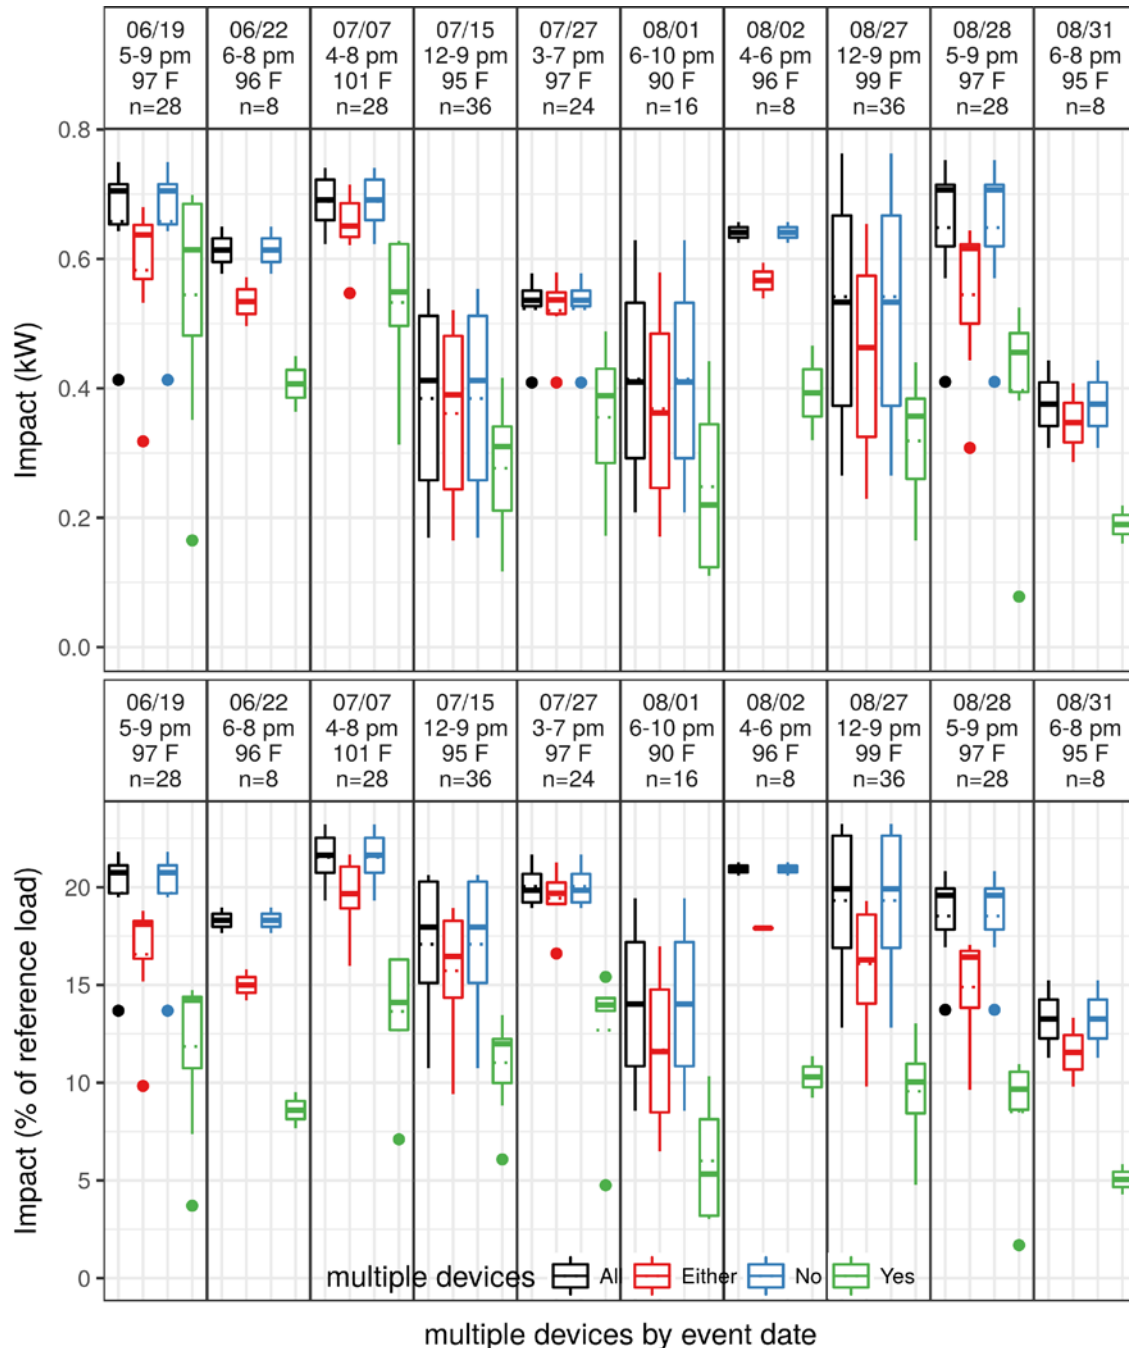 06/19 06/22 07/07 07/15 07/27 08/01 08/02 08/27 08/28 08/31
5-9 pm 6-8 pm 4-8 pm 12-9 pm 3-7 pm 6-10 pm 4-6 pm 12-9 pm 5-9 pm 6-8 pm
97 F 96 F 101 F 95 F 97 F 90 F 96 F 99 F 97 F 95 F
n=28 n=8 n=28 n=36 n=24 n=16 n=8 n=36 n=28 n=8
0.8
0.6
0.4
0.2
0.0
Impact (kW)
06/19 06/22 07/07 07/15 07/27 08/01 08/02 08/27 08/28 08/31
5-9 pm 6-8 pm 4-8 pm 12-9 pm 3-7 pm 6-10 pm 4-6 pm 12-9 pm 5-9 pm 6-8 pm
97 F 96 F 101 F 95 F 97 F 90 F 96 F 99 F 97 F 95 F
n=28 n=8 n=28 n=36 n=24 n=16 n=8 n=36 n=28 n=8
20
15
10
5
0
Impact (% of reference load)
multiple devices All Either No Yes
multiple devices by event date